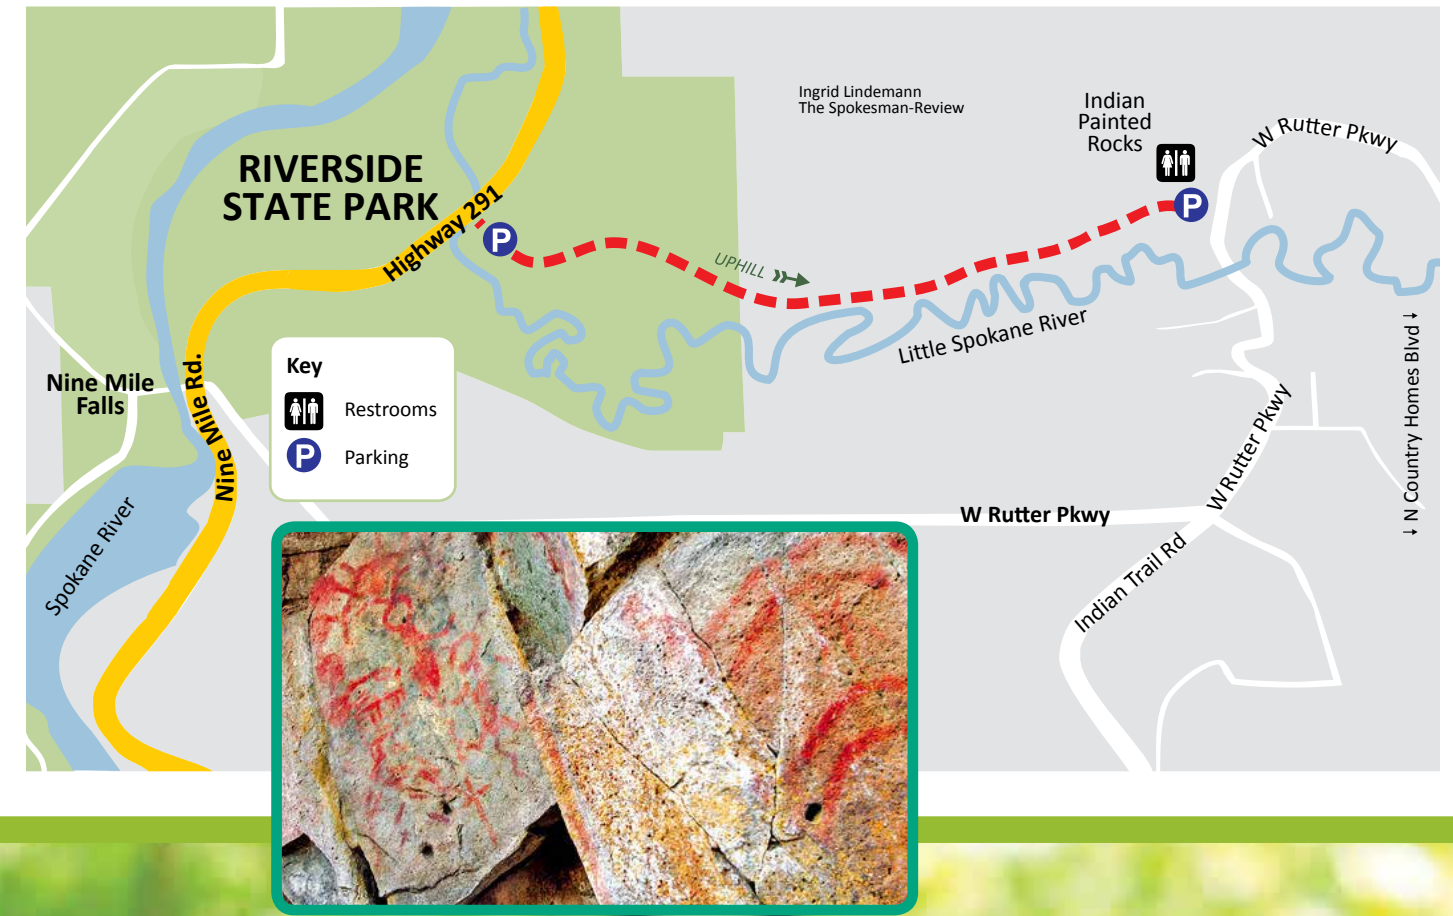 Ingrid Lindemann
The Spokesman-Review
Indian
Painted
Rocks
W Rutter Pkwy
RIVERSIDE
STATE PARK
Highway 291
P
P
UPHILL
Little Spokane River
Nine Mile
Falls
Nine Mile Rd.
Key
Restrooms
P
Parking
N Country Homes Blvd
W Rutter Pkwy
W Rutter Pkwy
Indian Trail Rd
Spokane River